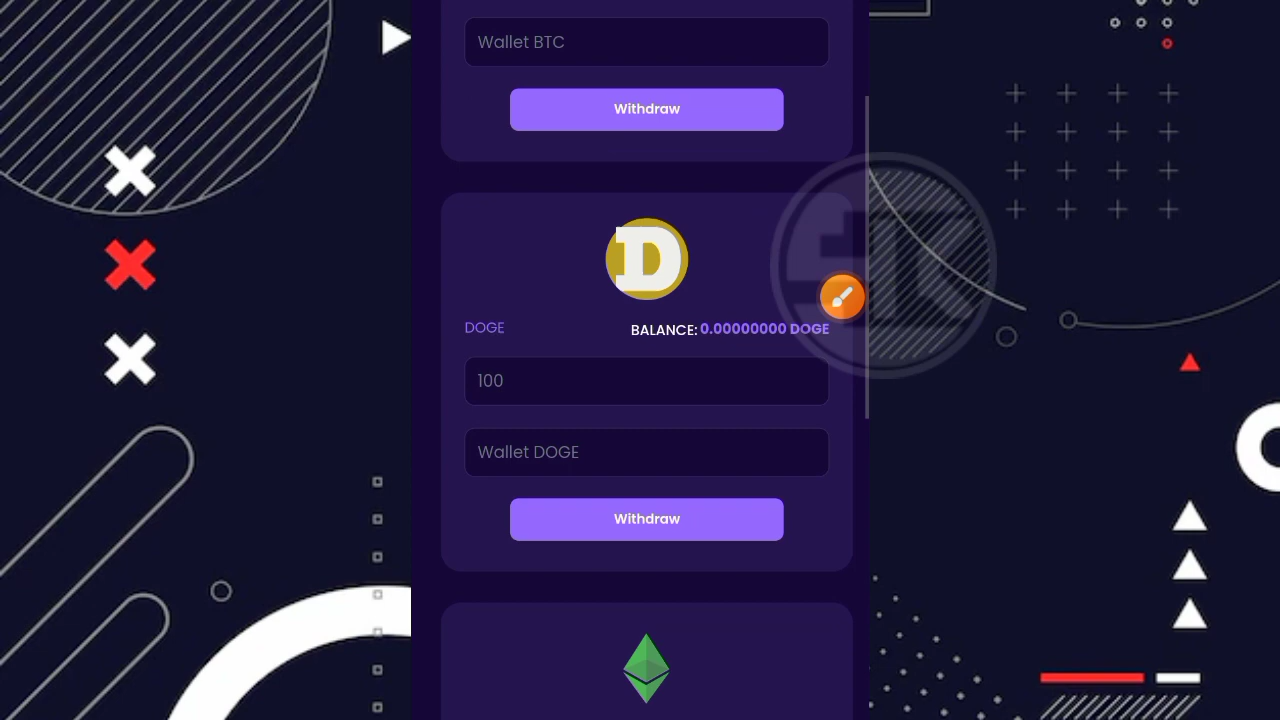 Wallet BTC
Withdraw
DOGE
BALANCE: 0.00000000 DOGE
100
Wallet DOGE
Withdraw